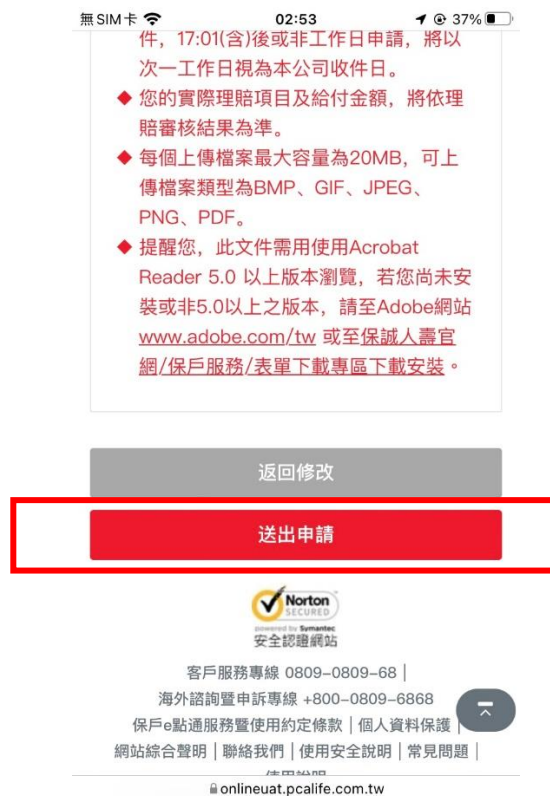 無SIM卡 02:53 37%
件，17:01(含)後或非工作日申請，將以
次一工作日視為本公司收件日。
◆ 您的實際理賠項目及給付金額，將依理
賠審核結果為準。
◆ 每個上傳檔案最大容量為20MB，可上
傳檔案類型為BMP、GIF、JPEG、
PNG、PDF。
◆ 提醒您，此文件需用使用Acrobat
Reader 5.0 以上版本瀏覽，若您尚未安
裝或非5.0以上之版本，請至Adobe網站
www.adobe.com/tw 或至保誠人壽官
網/保戶服務/表單下載專區下載安裝。
返回修改
送出申請
Norton
SECURED
powered by Symantec
安全認證網站
客戶服務專線 0809-0809-68 |
海外諮詢暨申訴專線 +800-0809-6868
保戶e點通服務暨使用約定條款 | 個人資料保護 |
網站綜合聲明 | 聯絡我們 | 使用安全說明 | 常見問題 |
使用說明
onlineuat.pcalife.com.tw